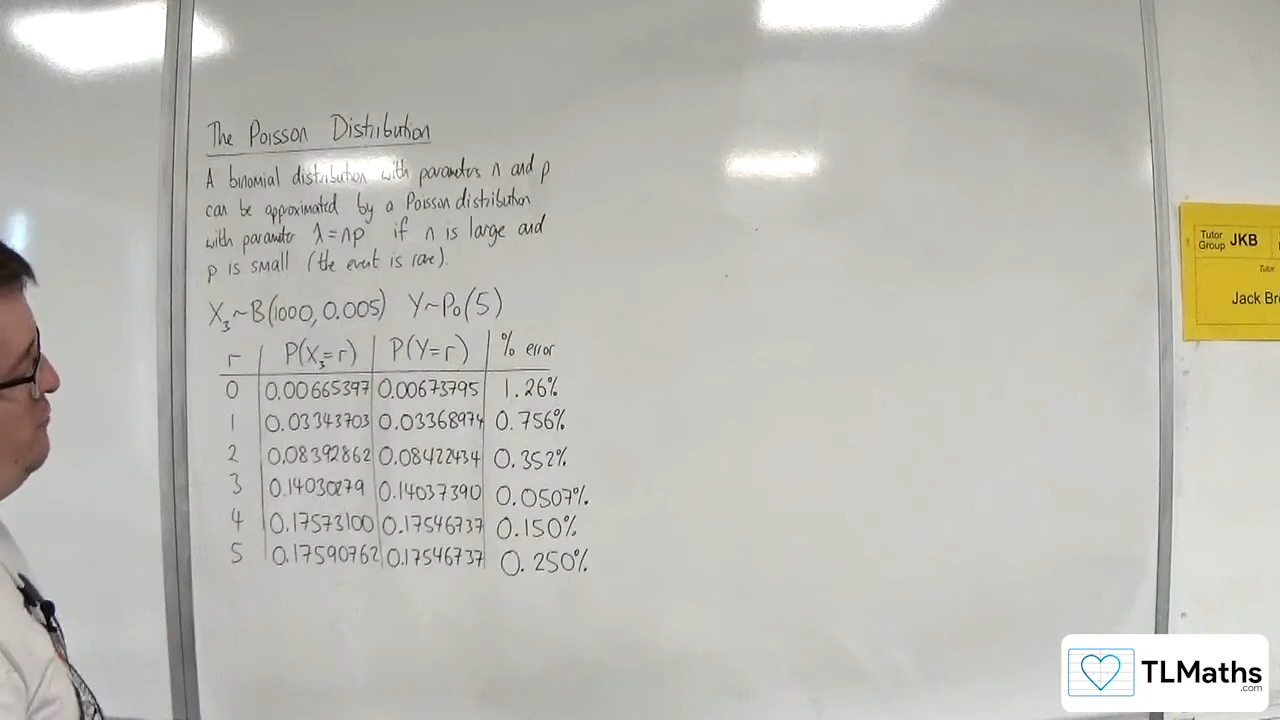 The Poisson Distribution
A binomial distribution with parameters n and p
can be approximated by a Poisson distribution
with parameter λ=np if n is large and
p is small (the event is rare).
X₃~B(1000, 0.005) Y~Po(5)
r P(X₃=r) P(Y=r) % error
0 0.00665397 0.00673795 1.26%
1 0.03343703 0.03368974 0.756%
2 0.08392862 0.08422434 0.352%
3 0.14030279 0.14037390 0.0507%
4 0.17573100 0.17546737 0.150%
5 0.17590762 0.17546737 0.250%
Tutor Group JKB
Tutor
Jack Bro
TLMaths
.com